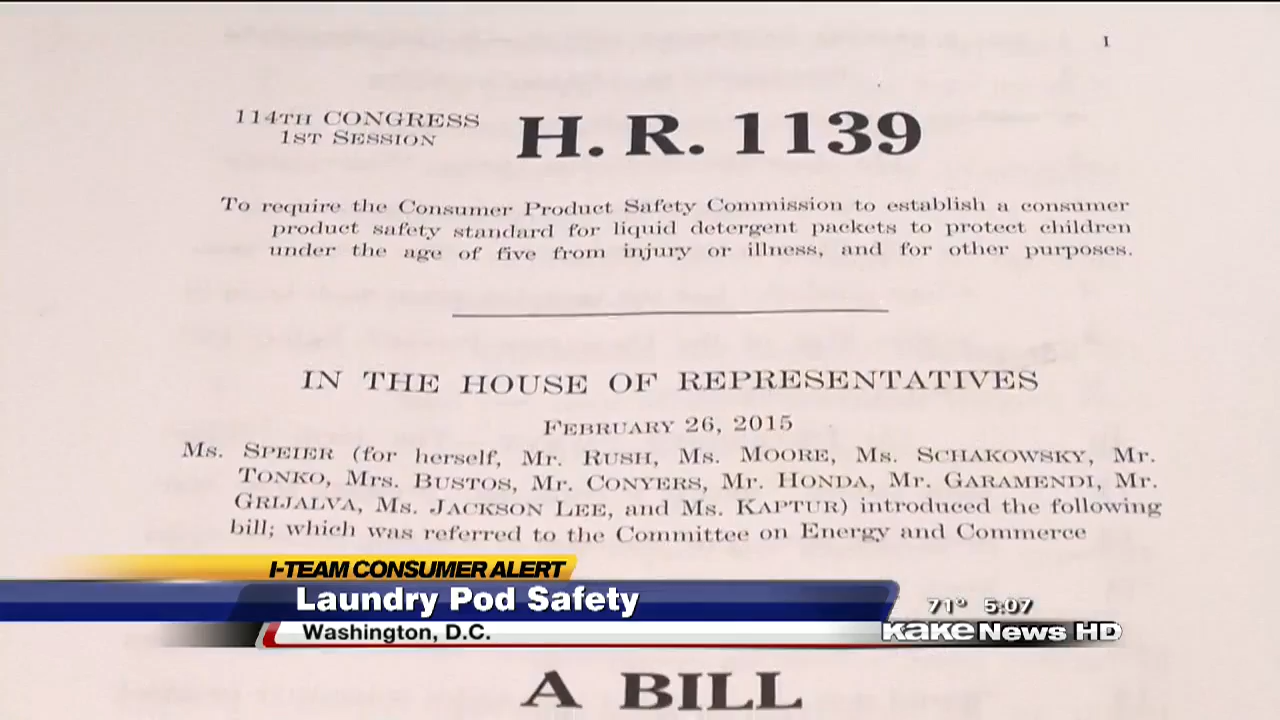 I
114TH CONGRESS
1ST SESSION
H. R. 1139
To require the Consumer Product Safety Commission to establish a consumer
product safety standard for liquid detergent packets to protect children
under the age of five from injury or illness, and for other purposes.
IN THE HOUSE OF REPRESENTATIVES
FEBRUARY 26, 2015
Ms. SPEIER (for herself, Mr. RUSH, Ms. MOORE, Ms. SCHAKOWSKY, Mr.
TONKO, Mrs. BUSTOS, Mr. CONYERS, Mr. HONDA, Mr. GARAMENDI, Mr.
GRIJALVA, Ms. JACKSON LEE, and Ms. KAPTUR) introduced the following
bill; which was referred to the Committee on Energy and Commerce
I-TEAM CONSUMER ALERT
Laundry Pod Safety
Washington, D.C.
71° 5:07
KAKE NEWS HD
A BILL